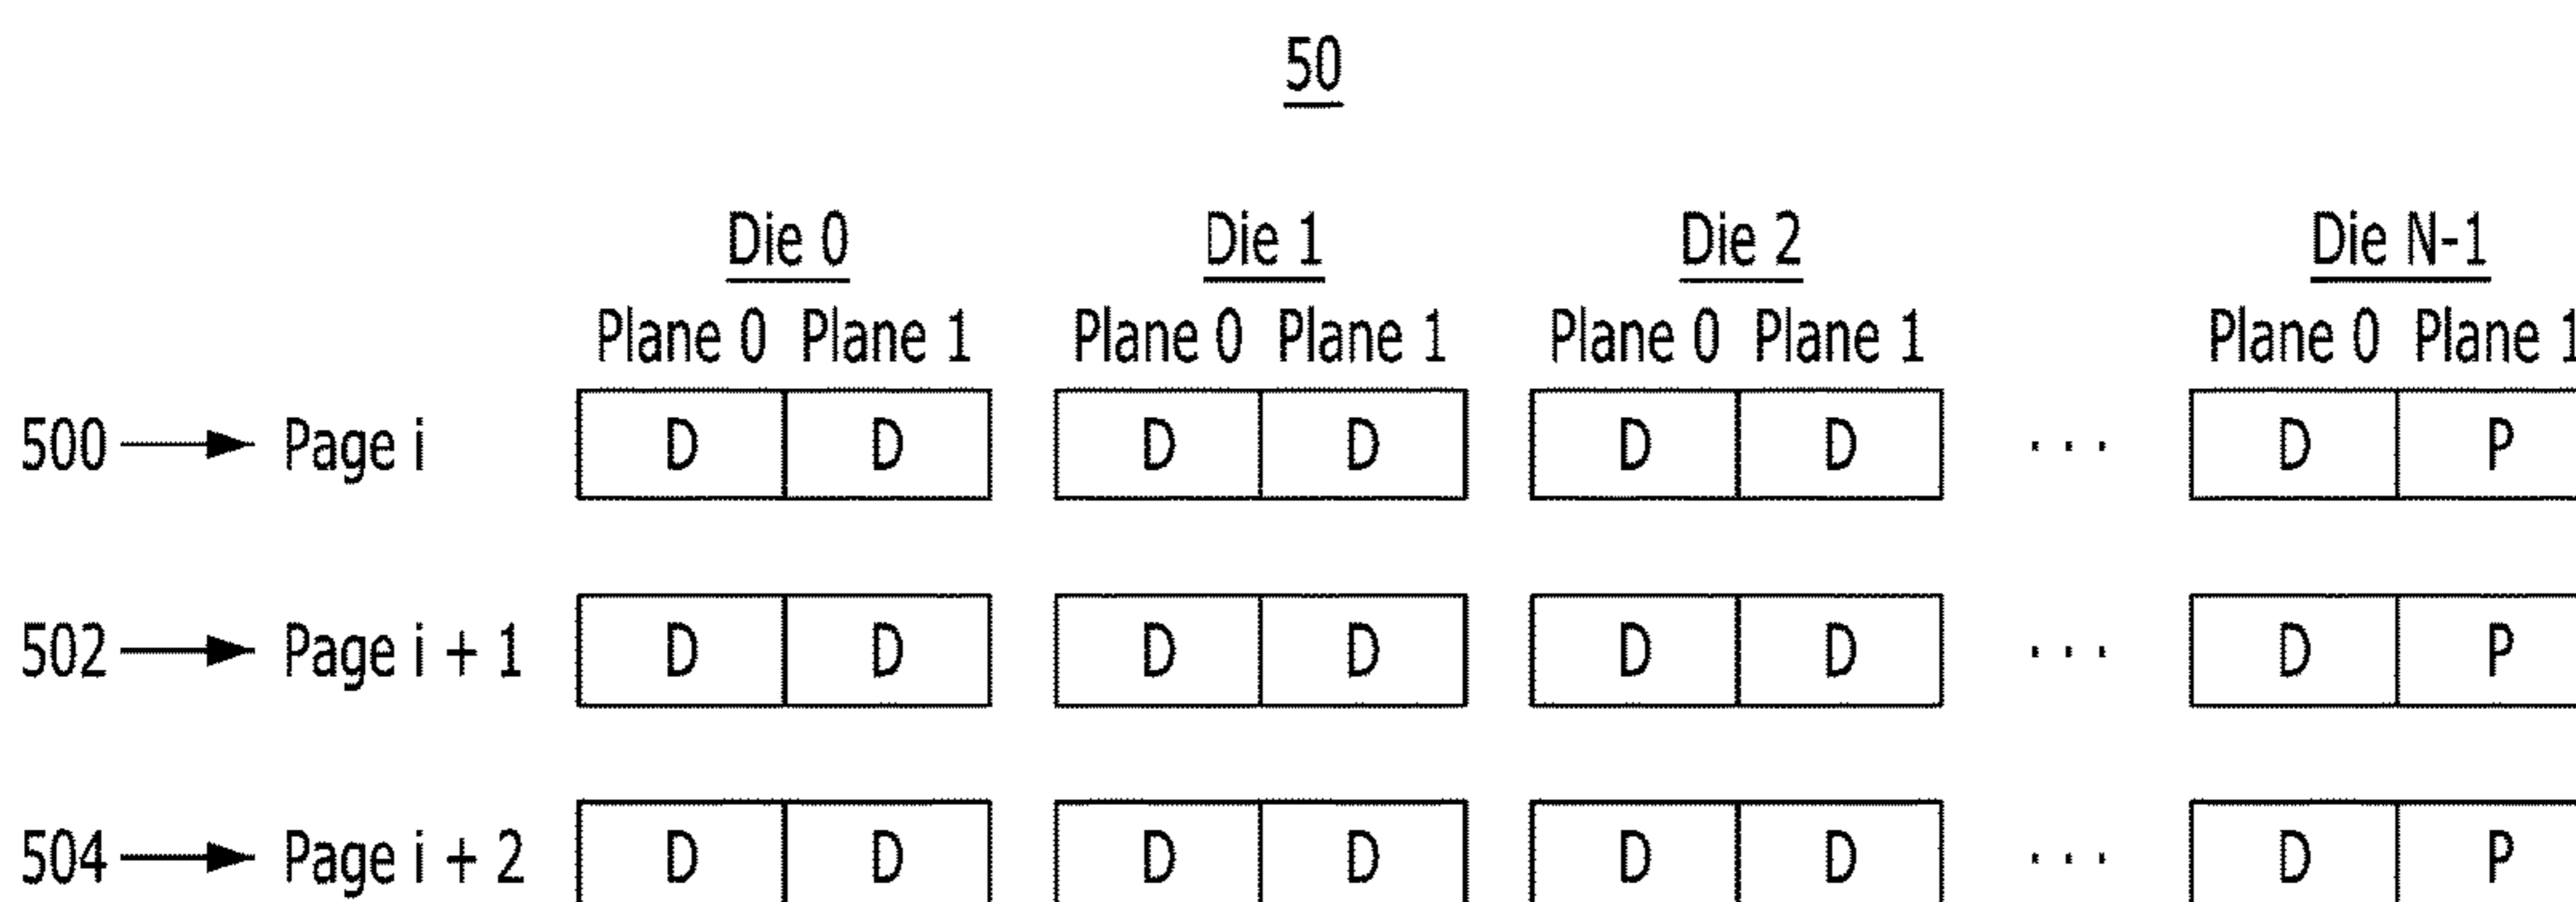 50
Die 0 Die 1 Die 2 Die N-1
Plane 0 Plane 1 Plane 0 Plane 1 Plane 0 Plane 1 Plane 0 Plane 1
500 Page i D D D D D D ... D P
502 Page i + 1 D D D D D D ... D P
504 Page i + 2 D D D D D D ... D P